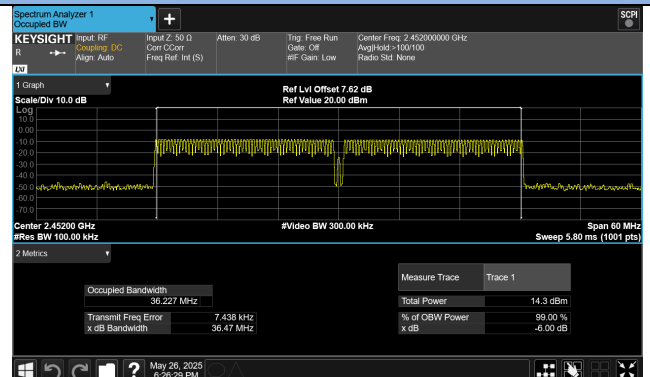 Spectrum Analyzer 1
Occupied BW
SCPI
KEYSIGHT
R
LXI
Input: RF
Coupling: DC
Align: Auto
Input Z: 50 Ω
Corr CCorr
Freq Ref: Int (S)
Atten: 30 dB
Trig: Free Run
Gate: Off
#IF Gain: Low
Center Freq: 2.452000000 GHz
Avg|Hold:>100/100
Radio Std: None
1 Graph
Scale/Div 10.0 dB
Ref Lvl Offset 7.62 dB
Ref Value 20.00 dBm
Log
10.0
0.00
-10.0
-20.0
-30.0
-40.0
-50.0
-60.0
-70.0
Center 2.45200 GHz
#Res BW 100.00 kHz
#Video BW 300.00 kHz
Span 60 MHz
Sweep 5.80 ms (1001 pts)
2 Metrics
Measure Trace Trace 1
Occupied Bandwidth
36.227 MHz
Total Power 14.3 dBm
Transmit Freq Error 7.438 kHz
% of OBW Power 99.00 %
x dB Bandwidth 36.47 MHz
x dB -6.00 dB
May 26, 2025
6:26:29 PM